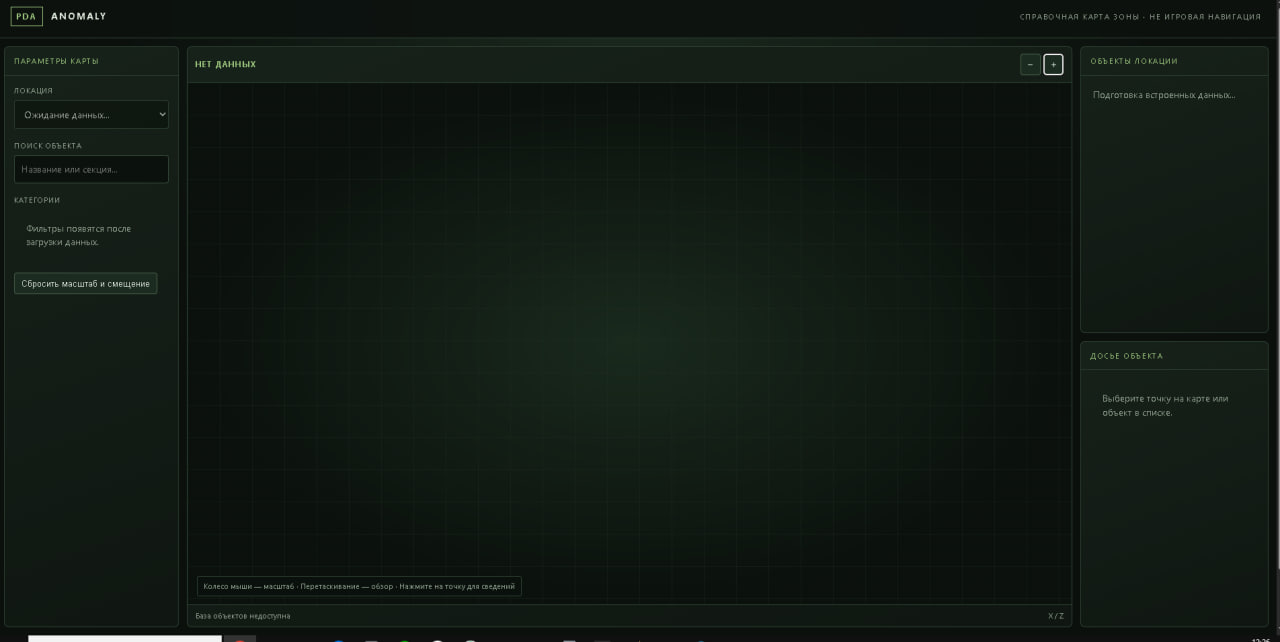 PDA ANOMALY
СПРАВОЧНАЯ КАРТА ЗОНЫ · НЕ ИГРОВАЯ НАВИГАЦИЯ
ПАРАМЕТРЫ КАРТЫ
ЛОКАЦИЯ
Ожидание данных...
ПОИСК ОБЪЕКТА
Название или секция...
КАТЕГОРИИ
Фильтры появятся после
загрузки данных.
Сбросить масштаб и смещение
НЕТ ДАННЫХ
− +
Колесо мыши — масштаб · Перетаскивание — обзор · Нажмите на точку для сведений
База объектов недоступна
X / Z
ОБЪЕКТЫ ЛОКАЦИИ
Подготовка встроенных данных...
ДОСЬЕ ОБЪЕКТА
Выберите точку на карте или
объект в списке.